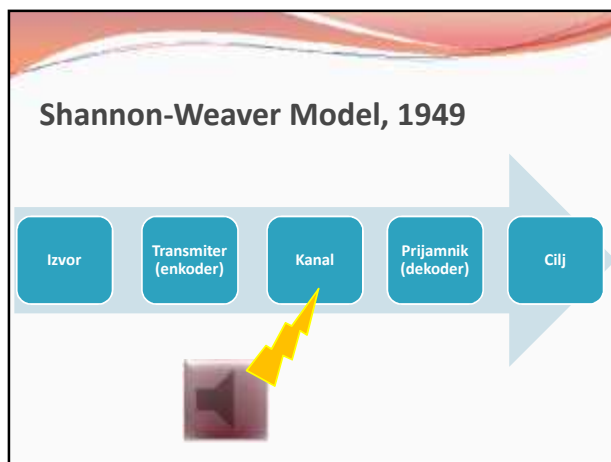 Shannon-Weaver Model, 1949
Izvor
Transmiter
(enkoder)
Kanal
Prijamnik
(dekoder)
Cilj